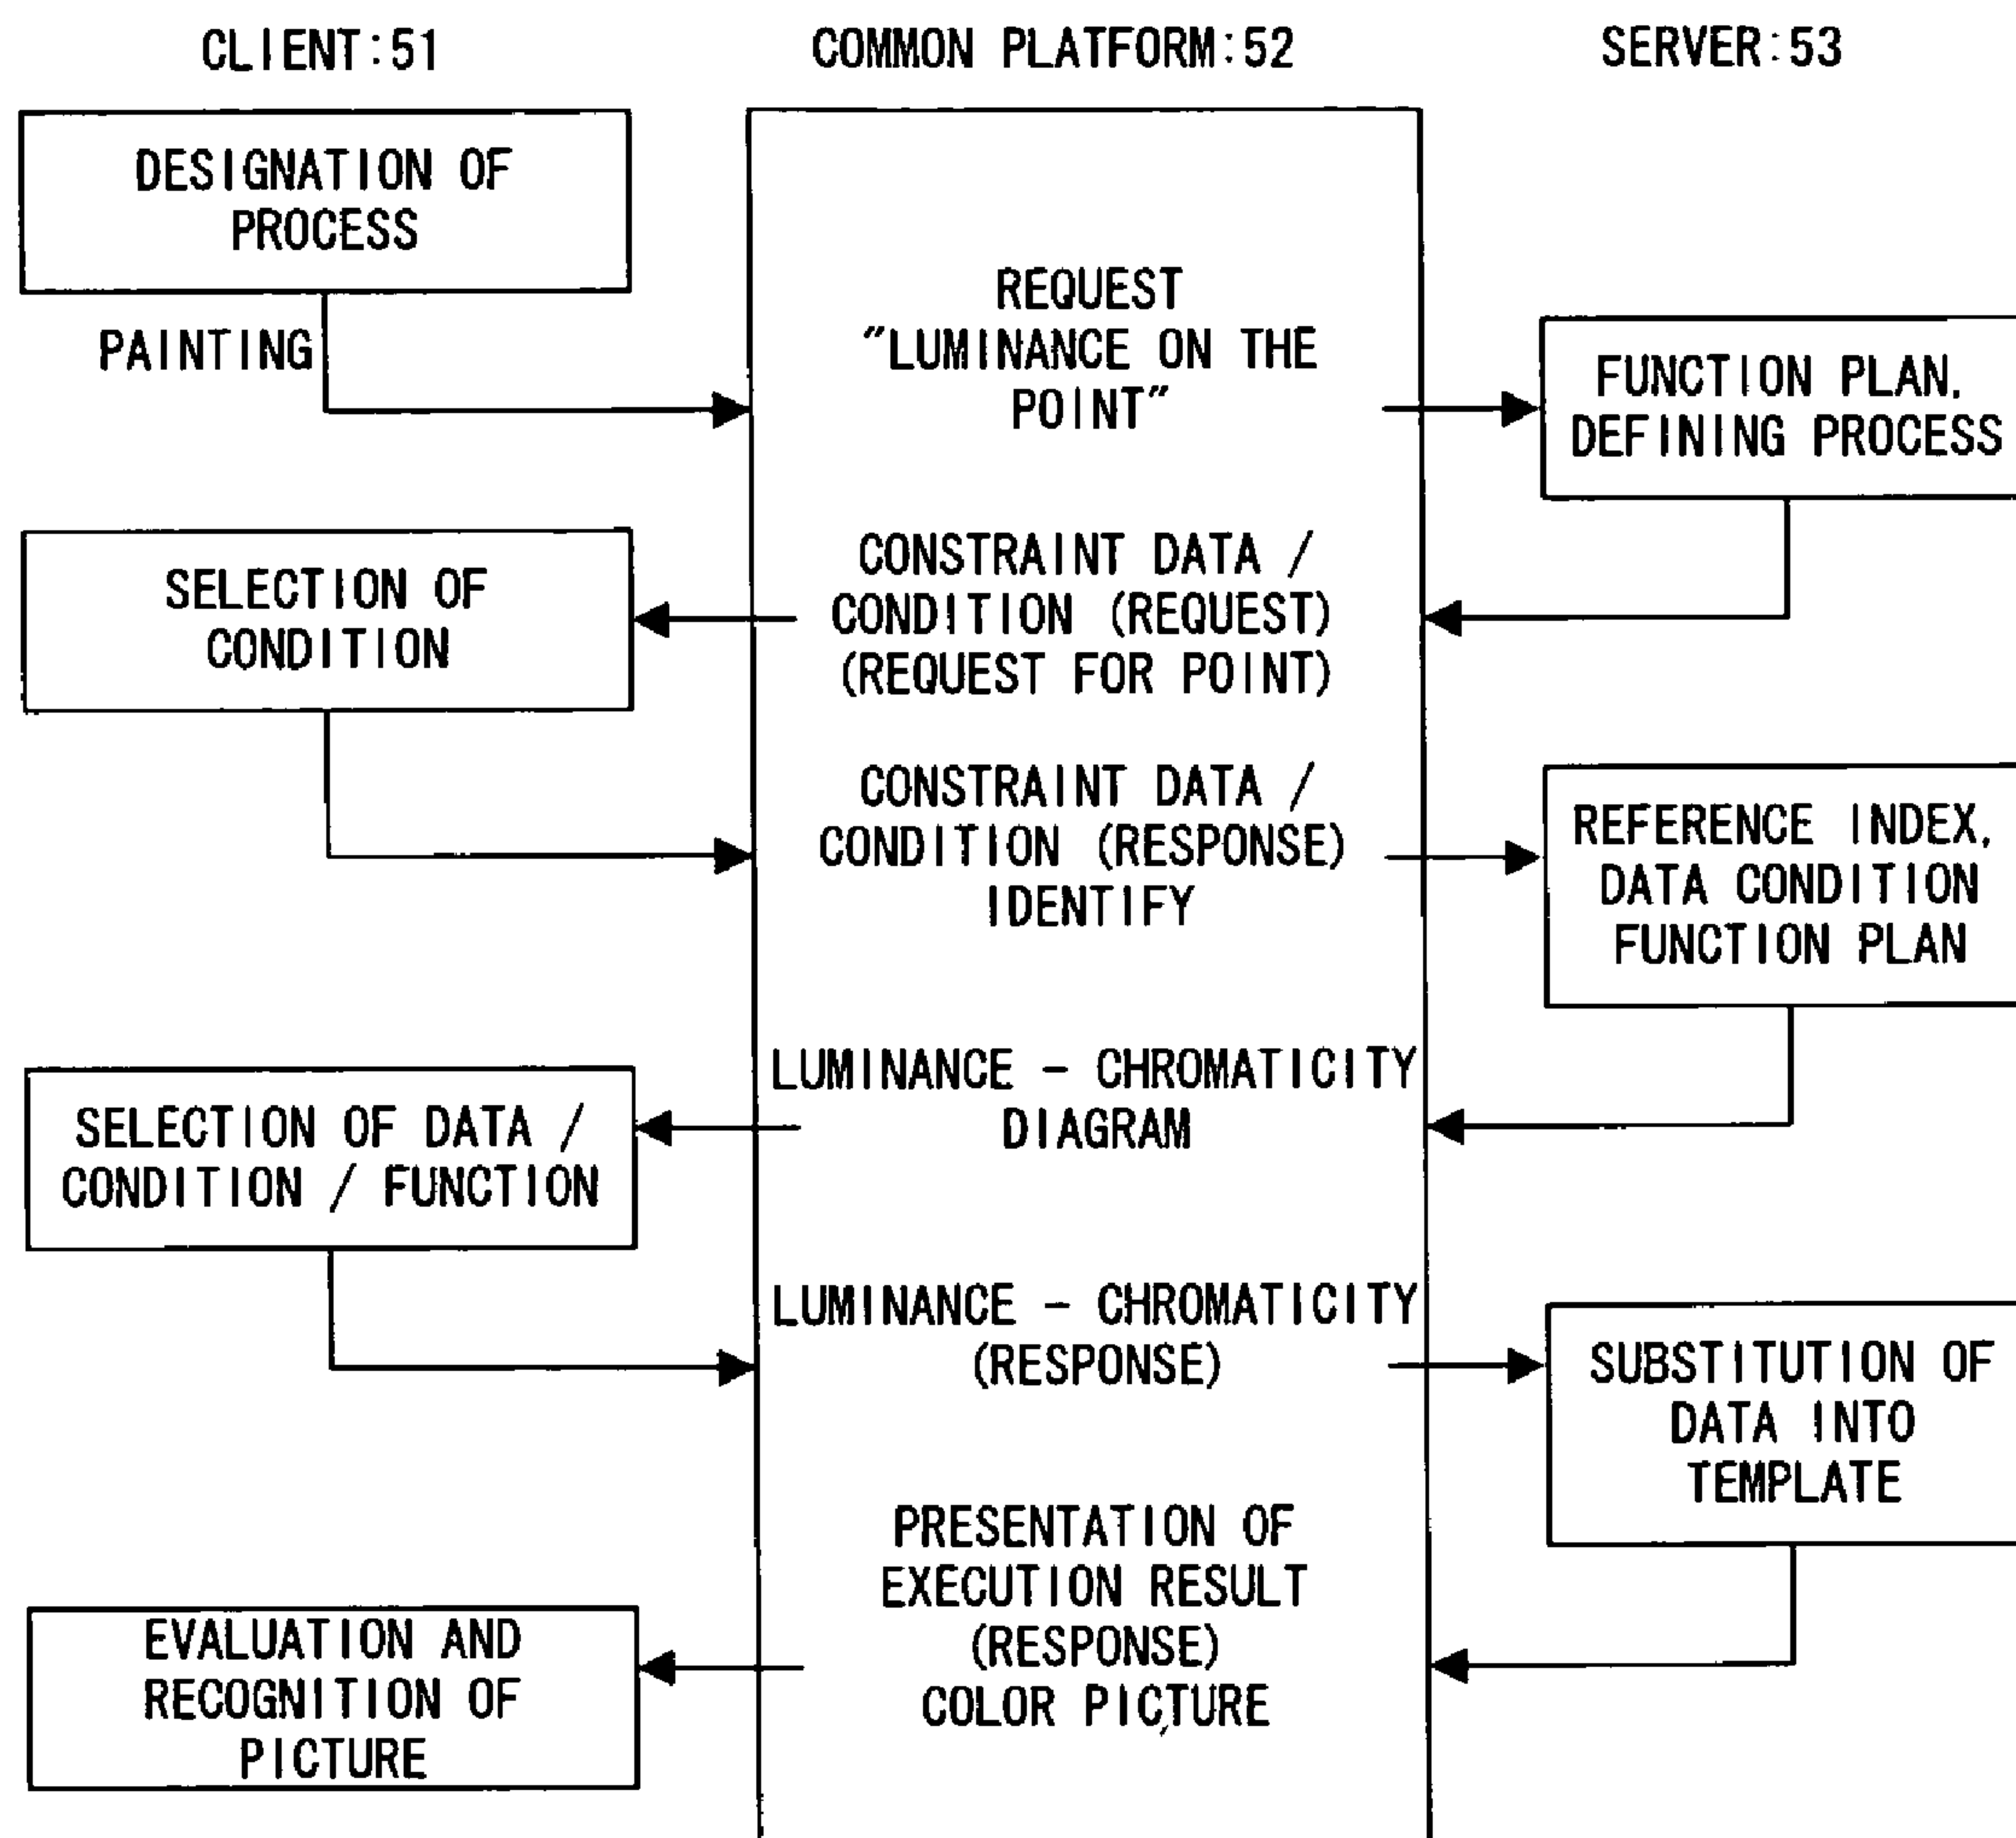 CLIENT:51
COMMON PLATFORM:52
SERVER:53
DESIGNATION OF
PROCESS
PAINTING
REQUEST
"LUMINANCE ON THE
POINT"
FUNCTION PLAN,
DEFINING PROCESS
CONSTRAINT DATA /
CONDITION (REQUEST)
(REQUEST FOR POINT)
SELECTION OF
CONDITION
CONSTRAINT DATA /
CONDITION (RESPONSE)
IDENTIFY
REFERENCE INDEX,
DATA CONDITION
FUNCTION PLAN
LUMINANCE - CHROMATICITY
DIAGRAM
SELECTION OF DATA /
CONDITION / FUNCTION
LUMINANCE - CHROMATICITY
(RESPONSE)
SUBSTITUTION OF
DATA INTO
TEMPLATE
PRESENTATION OF
EXECUTION RESULT
(RESPONSE)
COLOR PICTURE
EVALUATION AND
RECOGNITION OF
PICTURE